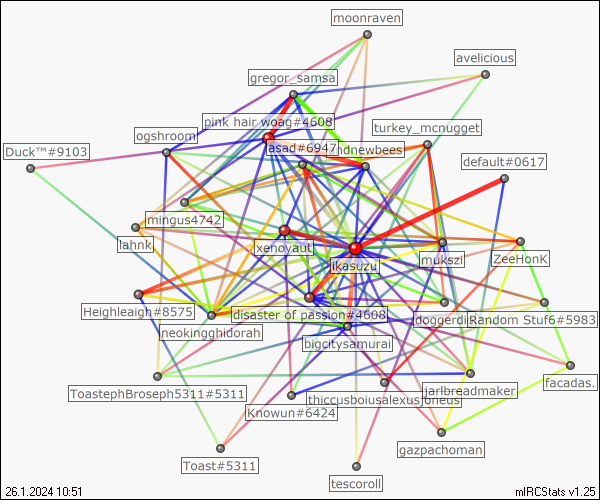 moonraven
avelicious
gregor_samsa
pink hair woag#4608
turkey_mcnugget
ogshroom
asad#6947
ndnewbees
Duck™#9103
default#0617
mingus4742
lahnk
xenoyaut
ikasuzu
mukszi
ZeeHonK
Heighleaigh#8575
disaster of passion#4608
doggerdil
Random Stuf6#5983
neokingghidorah
bigcitysamurai
facadas.
ToastephBroseph5311#5311
thiccusboiusalexusjoneus
jarlbreadmaker
Knowun#6424
gazpachoman
Toast#5311
tescoroll
26.1.2024 10:51
mIRCStats v1.25